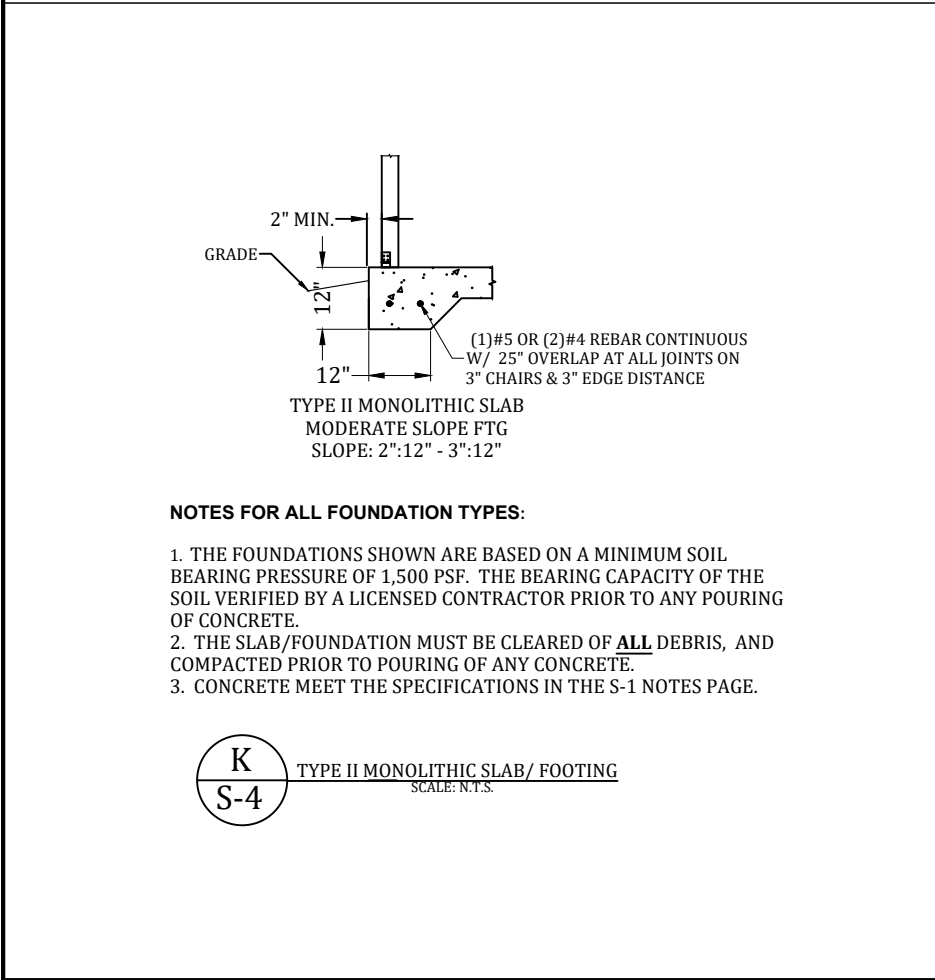 2" MIN.
GRADE
12"
12"
(1)#5 OR (2)#4 REBAR CONTINUOUS
W/ 25" OVERLAP AT ALL JOINTS ON
3" CHAIRS & 3" EDGE DISTANCE
TYPE II MONOLITHIC SLAB
MODERATE SLOPE FTG
SLOPE: 2":12" - 3":12"
NOTES FOR ALL FOUNDATION TYPES:
1. THE FOUNDATIONS SHOWN ARE BASED ON A MINIMUM SOIL
BEARING PRESSURE OF 1,500 PSF. THE BEARING CAPACITY OF THE
SOIL VERIFIED BY A LICENSED CONTRACTOR PRIOR TO ANY POURING
OF CONCRETE.
2. THE SLAB/FOUNDATION MUST BE CLEARED OF ALL DEBRIS, AND
COMPACTED PRIOR TO POURING OF ANY CONCRETE.
3. CONCRETE MEET THE SPECIFICATIONS IN THE S-1 NOTES PAGE.
K
S-4
TYPE II MONOLITHIC SLAB/ FOOTING
SCALE: N.T.S.